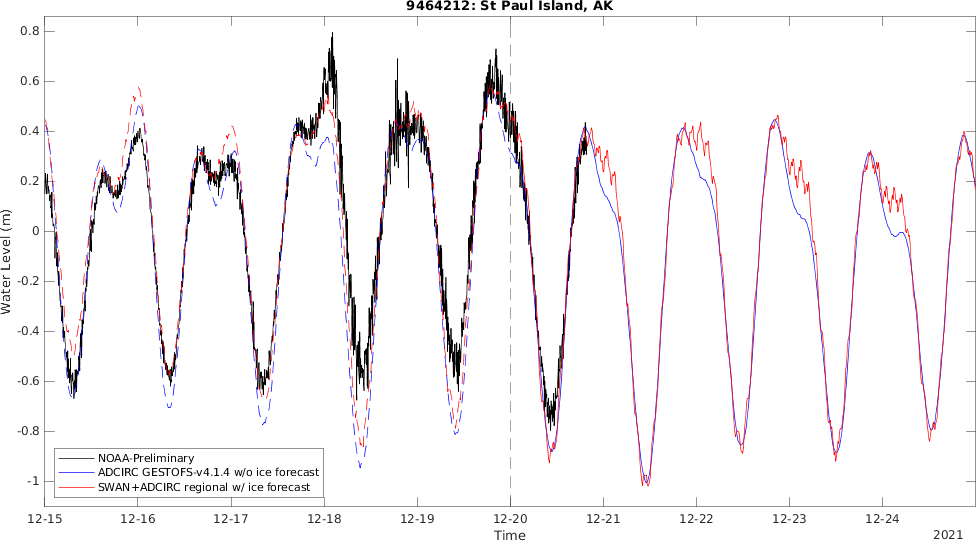 9464212: St Paul Island, AK
Water Level (m)
0.8
0.6
0.4
0.2
0
-0.2
-0.4
-0.6
-0.8
-1
NOAA-Preliminary
ADCIRC GESTOFS-v4.1.4 w/o ice forecast
SWAN+ADCIRC regional w/ ice forecast
12-15 12-16 12-17 12-18 12-19 12-20 12-21 12-22 12-23 12-24
Time
2021